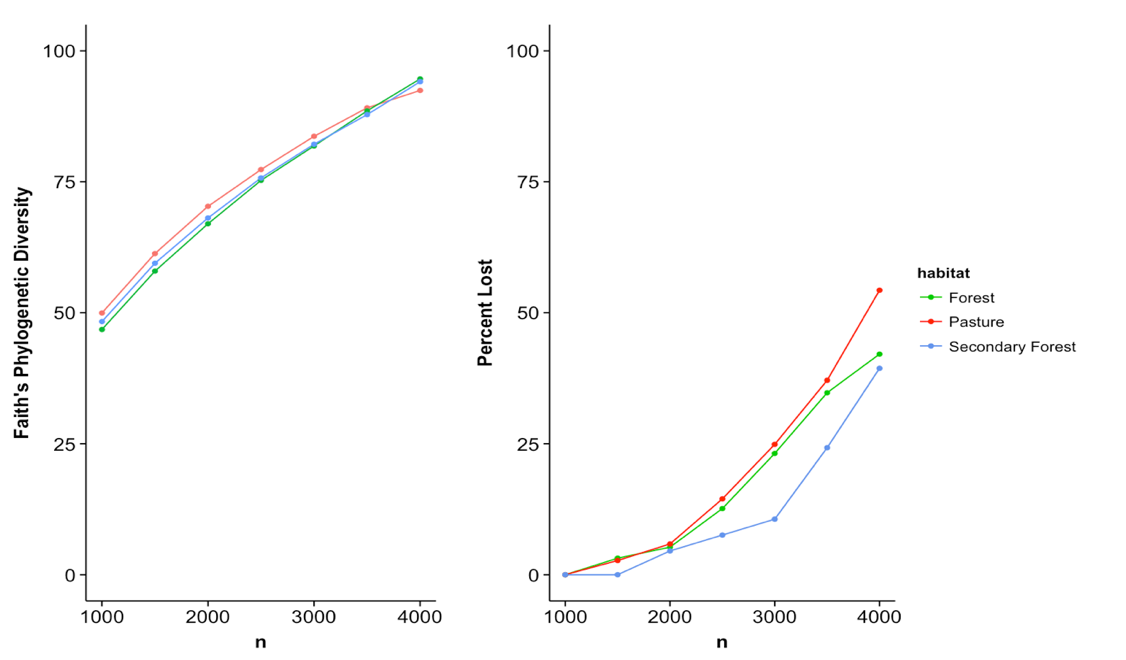 Faith's Phylogenetic Diversity
100
75
50
25
0
1000 2000 3000 4000
n
Percent Lost
100
75
50
25
0
1000 2000 3000 4000
n
habitat
Forest
Pasture
Secondary Forest